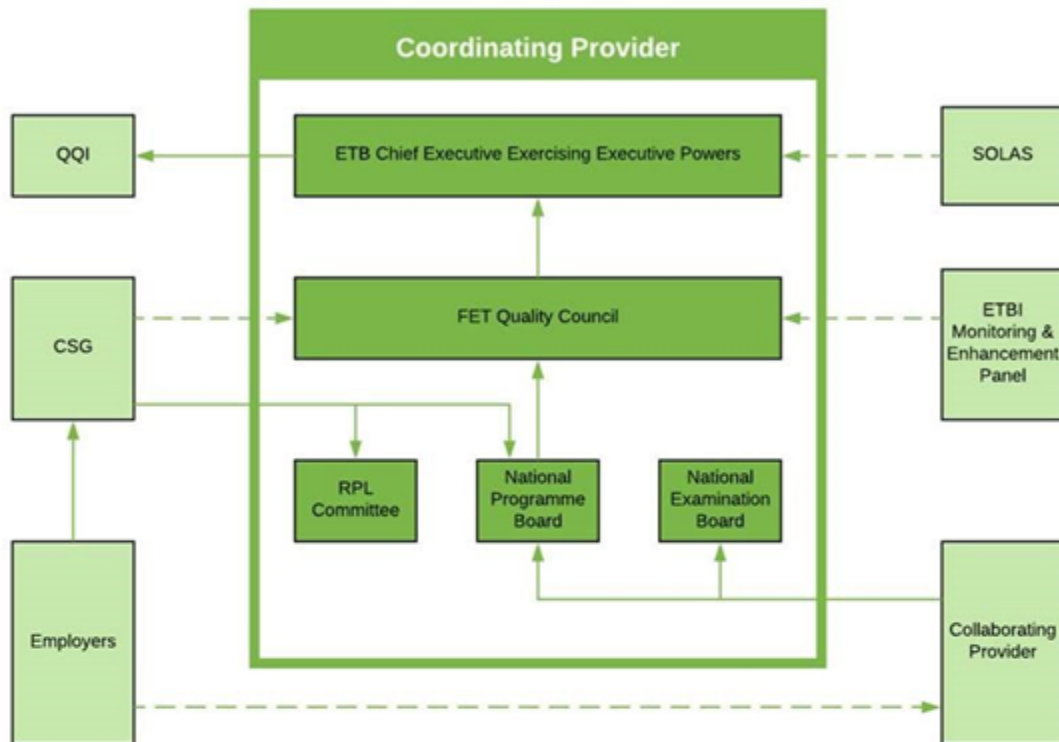 Coordinating Provider
QQI
ETB Chief Executive Exercising Executive Powers
SOLAS
CSG
FET Quality Council
ETBI
Monitoring &
Enhancement
Panel
RPL
Committee
National
Programme
Board
National
Examination
Board
Employers
Collaborating
Provider